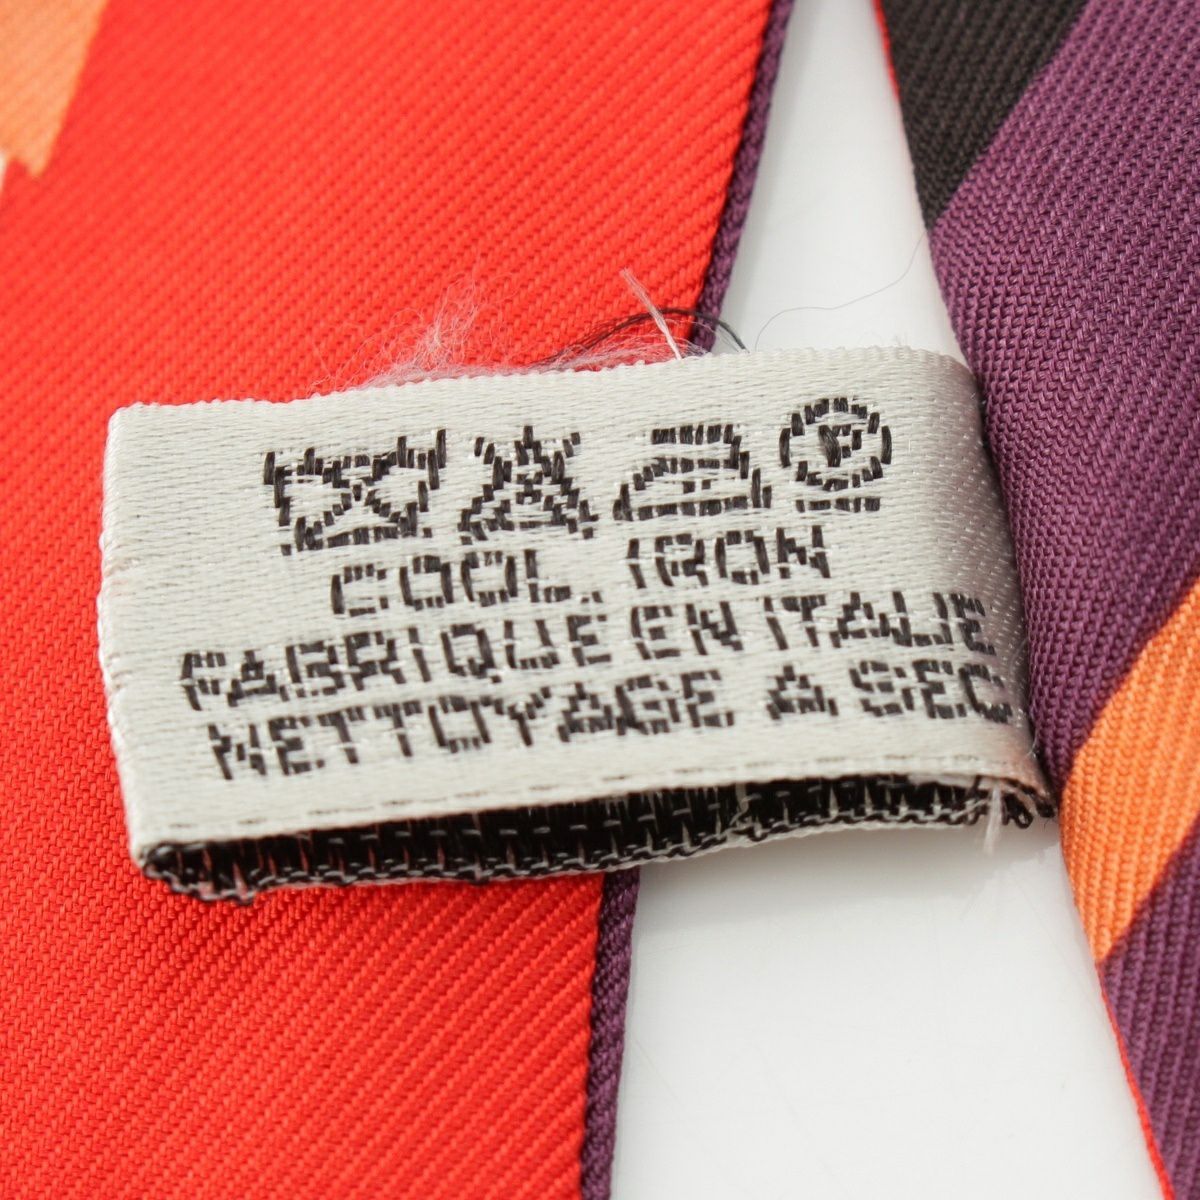 P
COOL IRON
FABRIQUE EN ITALIE
NETTOYAGE A SEC